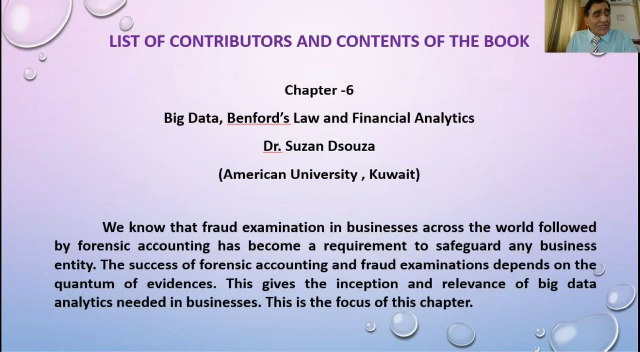 LIST OF CONTRIBUTORS AND CONTENTS OF THE BOOK
Chapter -6
Big Data, Benford's Law and Financial Analytics
Dr. Suzan Dsouza
(American University , Kuwait)
We know that fraud examination in businesses across the world followed
by forensic accounting has become a requirement to safeguard any business
entity. The success of forensic accounting and fraud examinations depends on the
quantum of evidences. This gives the inception and relevance of big data
analytics needed in businesses. This is the focus of this chapter.